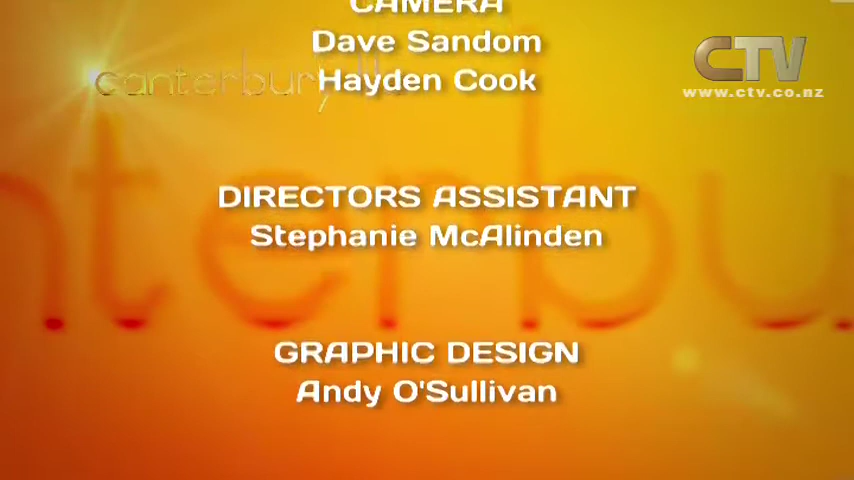 CAMERA
Dave Sandom
Hayden Cook
CTV
www.ctv.co.nz
canterbury
DIRECTORS ASSISTANT
Stephanie McAlinden
GRAPHIC DESIGN
Andy O'Sullivan